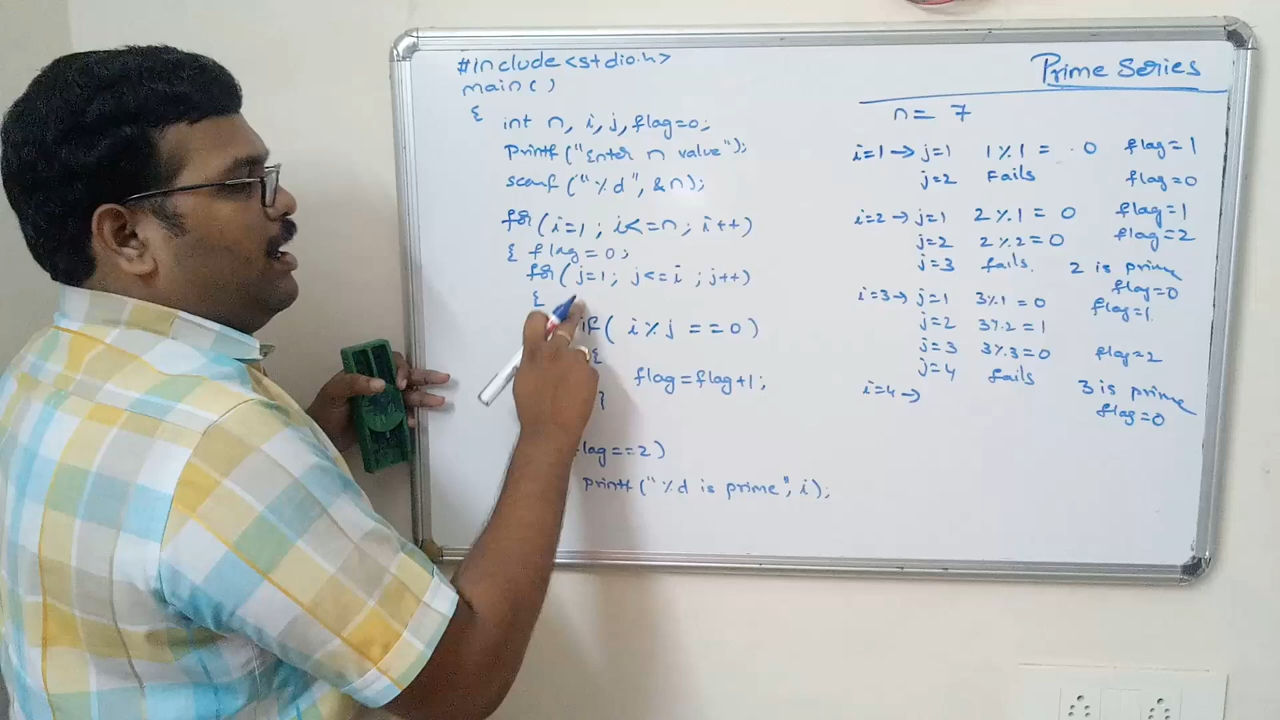 #include<stdio.h>
main()
{
int n, i, j, flag=0;
Printf("Enter n value");
scanf("%d", &n);
for(i=1; i<=n; i++)
{ flag=0;
for(j=1; j<=i; j++)
{
if( i%j ==0)
{
flag=flag+1;
}
lag==2)
printf("%d is prime", i);
Prime Series
n= 7
i=1→ j=1 1%1= 0 flag=1
j=2 Fails flag=0
i=2→ j=1 2%1=0 flag=1
j=2 2%2=0 flag=2
j=3 fails. 2 is prime
flag=0
i=3→ j=1 3%1=0 flag=1
j=2 3%2=1
j=3 3%3=0 flag=2
j=4 fails 3 is prime
i=4→ flag=0